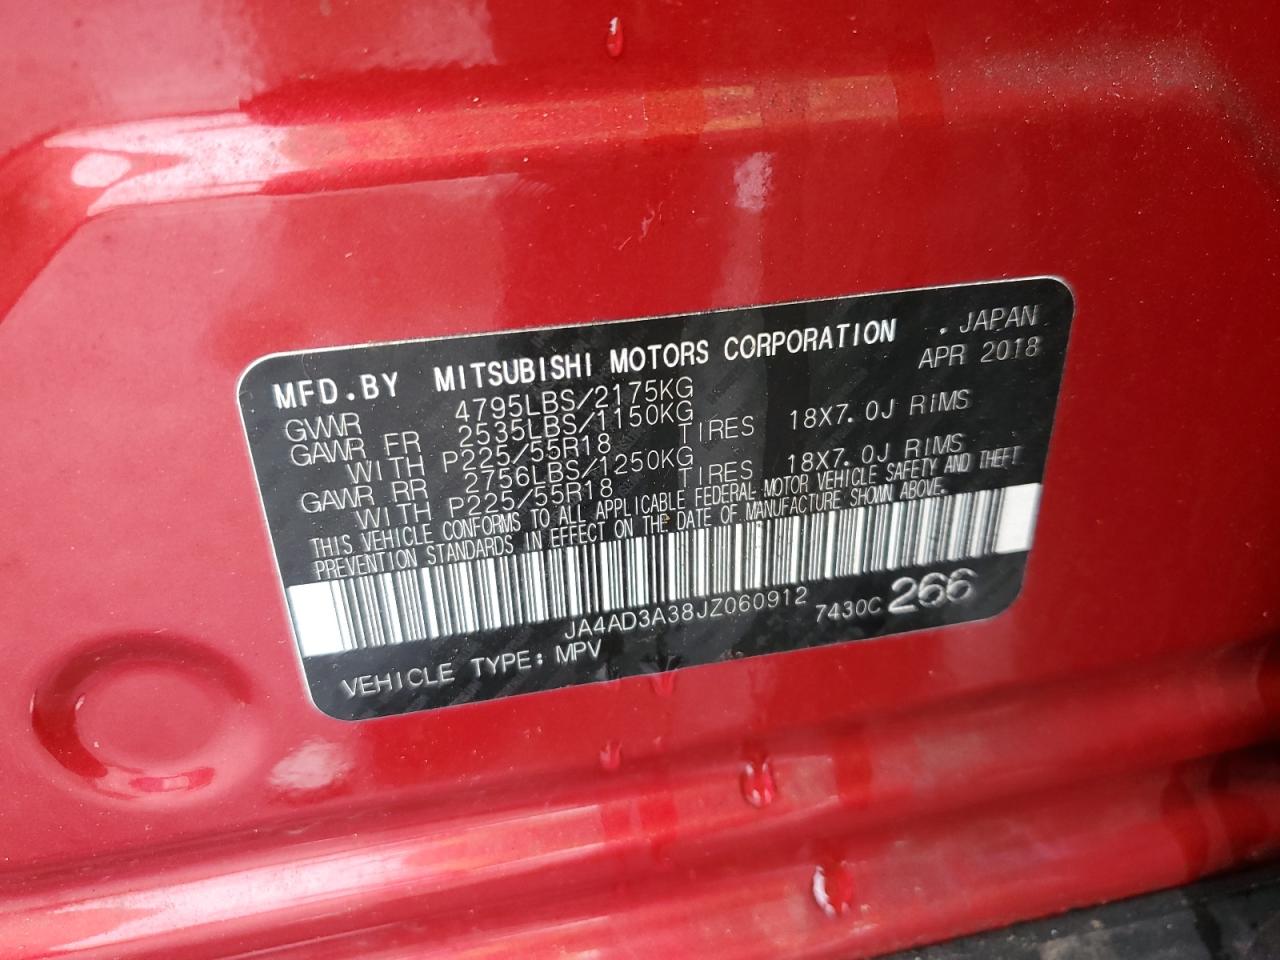 MFD.BY MITSUBISHI MOTORS CORPORATION . JAPAN
APR 2018
GVWR 4795LBS/2175KG
GAWR FR 2535LBS/1150KG
WITH P225/55R18 TIRES 18X7.0J RIMS
GAWR RR 2756LBS/1250KG
WITH P225/55R18 TIRES 18X7.0J RIMS
THIS VEHICLE CONFORMS TO ALL APPLICABLE FEDERAL MOTOR VEHICLE SAFETY AND THEFT
PREVENTION STANDARDS IN EFFECT ON THE DATE OF MANUFACTURE SHOWN ABOVE.
JA4AD3A38JZ060912 7430C 266
VEHICLE TYPE: MPV